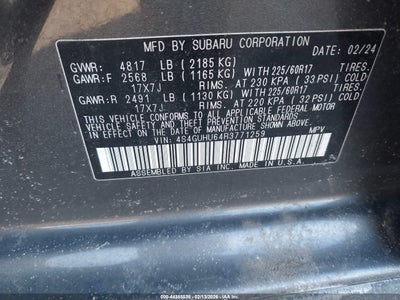 MFD BY SUBARU CORPORATION DATE: 02/24
GVWR: 4817 LB (2185 KG)
GAWR:F 2568 LB (1165 KG) WITH 225/60R17 TIRES.
17X7J RIMS. AT 230 KPA (33 PSI) COLD
GAWR:R 2491 LB (1130 KG) WITH 225/60R17 TIRES.
17X7J RIMS. AT 220 KPA (32 PSI) COLD
THIS VEHICLE CONFORMS TO ALL APPLICABLE
FEDERAL MOTOR VEHICLE SAFETY, BUMPER, AND
THEFT PREVENTION STANDARDS IN EFFECT ON
THE DATE OF MANUFACTURE SHOWN ABOVE.
VIN: 4S4GUHU64R3771259 MPV
ASSEMBLED BY SIA INC. IN U.S.A.